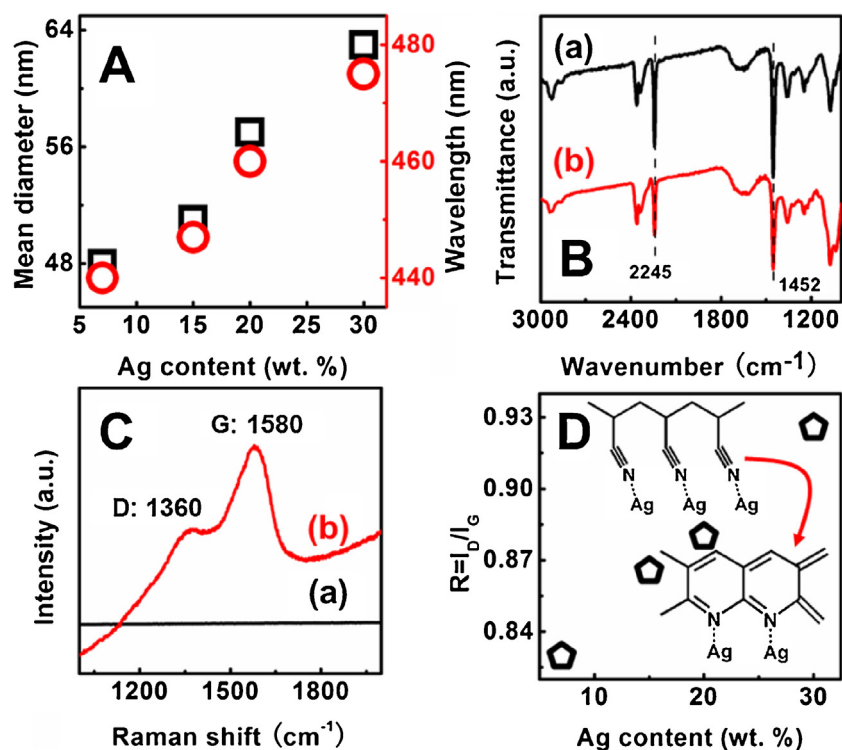 A
Mean diameter (nm)
64
56
48
480
460
440
Wavelength (nm)
5 10 15 20 25 30
Ag content (wt. %)
B
Transmittance (a.u.)
(a)
(b)
2245
1452
3000 2400 1800 1200
Wavenumber (cm-1)
C
Intensity (a.u.)
G: 1580
D: 1360
(b)
(a)
1200 1500 1800
Raman shift (cm-1)
D
R=ID/IG
0.93
0.90
0.87
0.84
N N N
Ag Ag Ag
N N
Ag Ag
10 20 30
Ag content (wt. %)